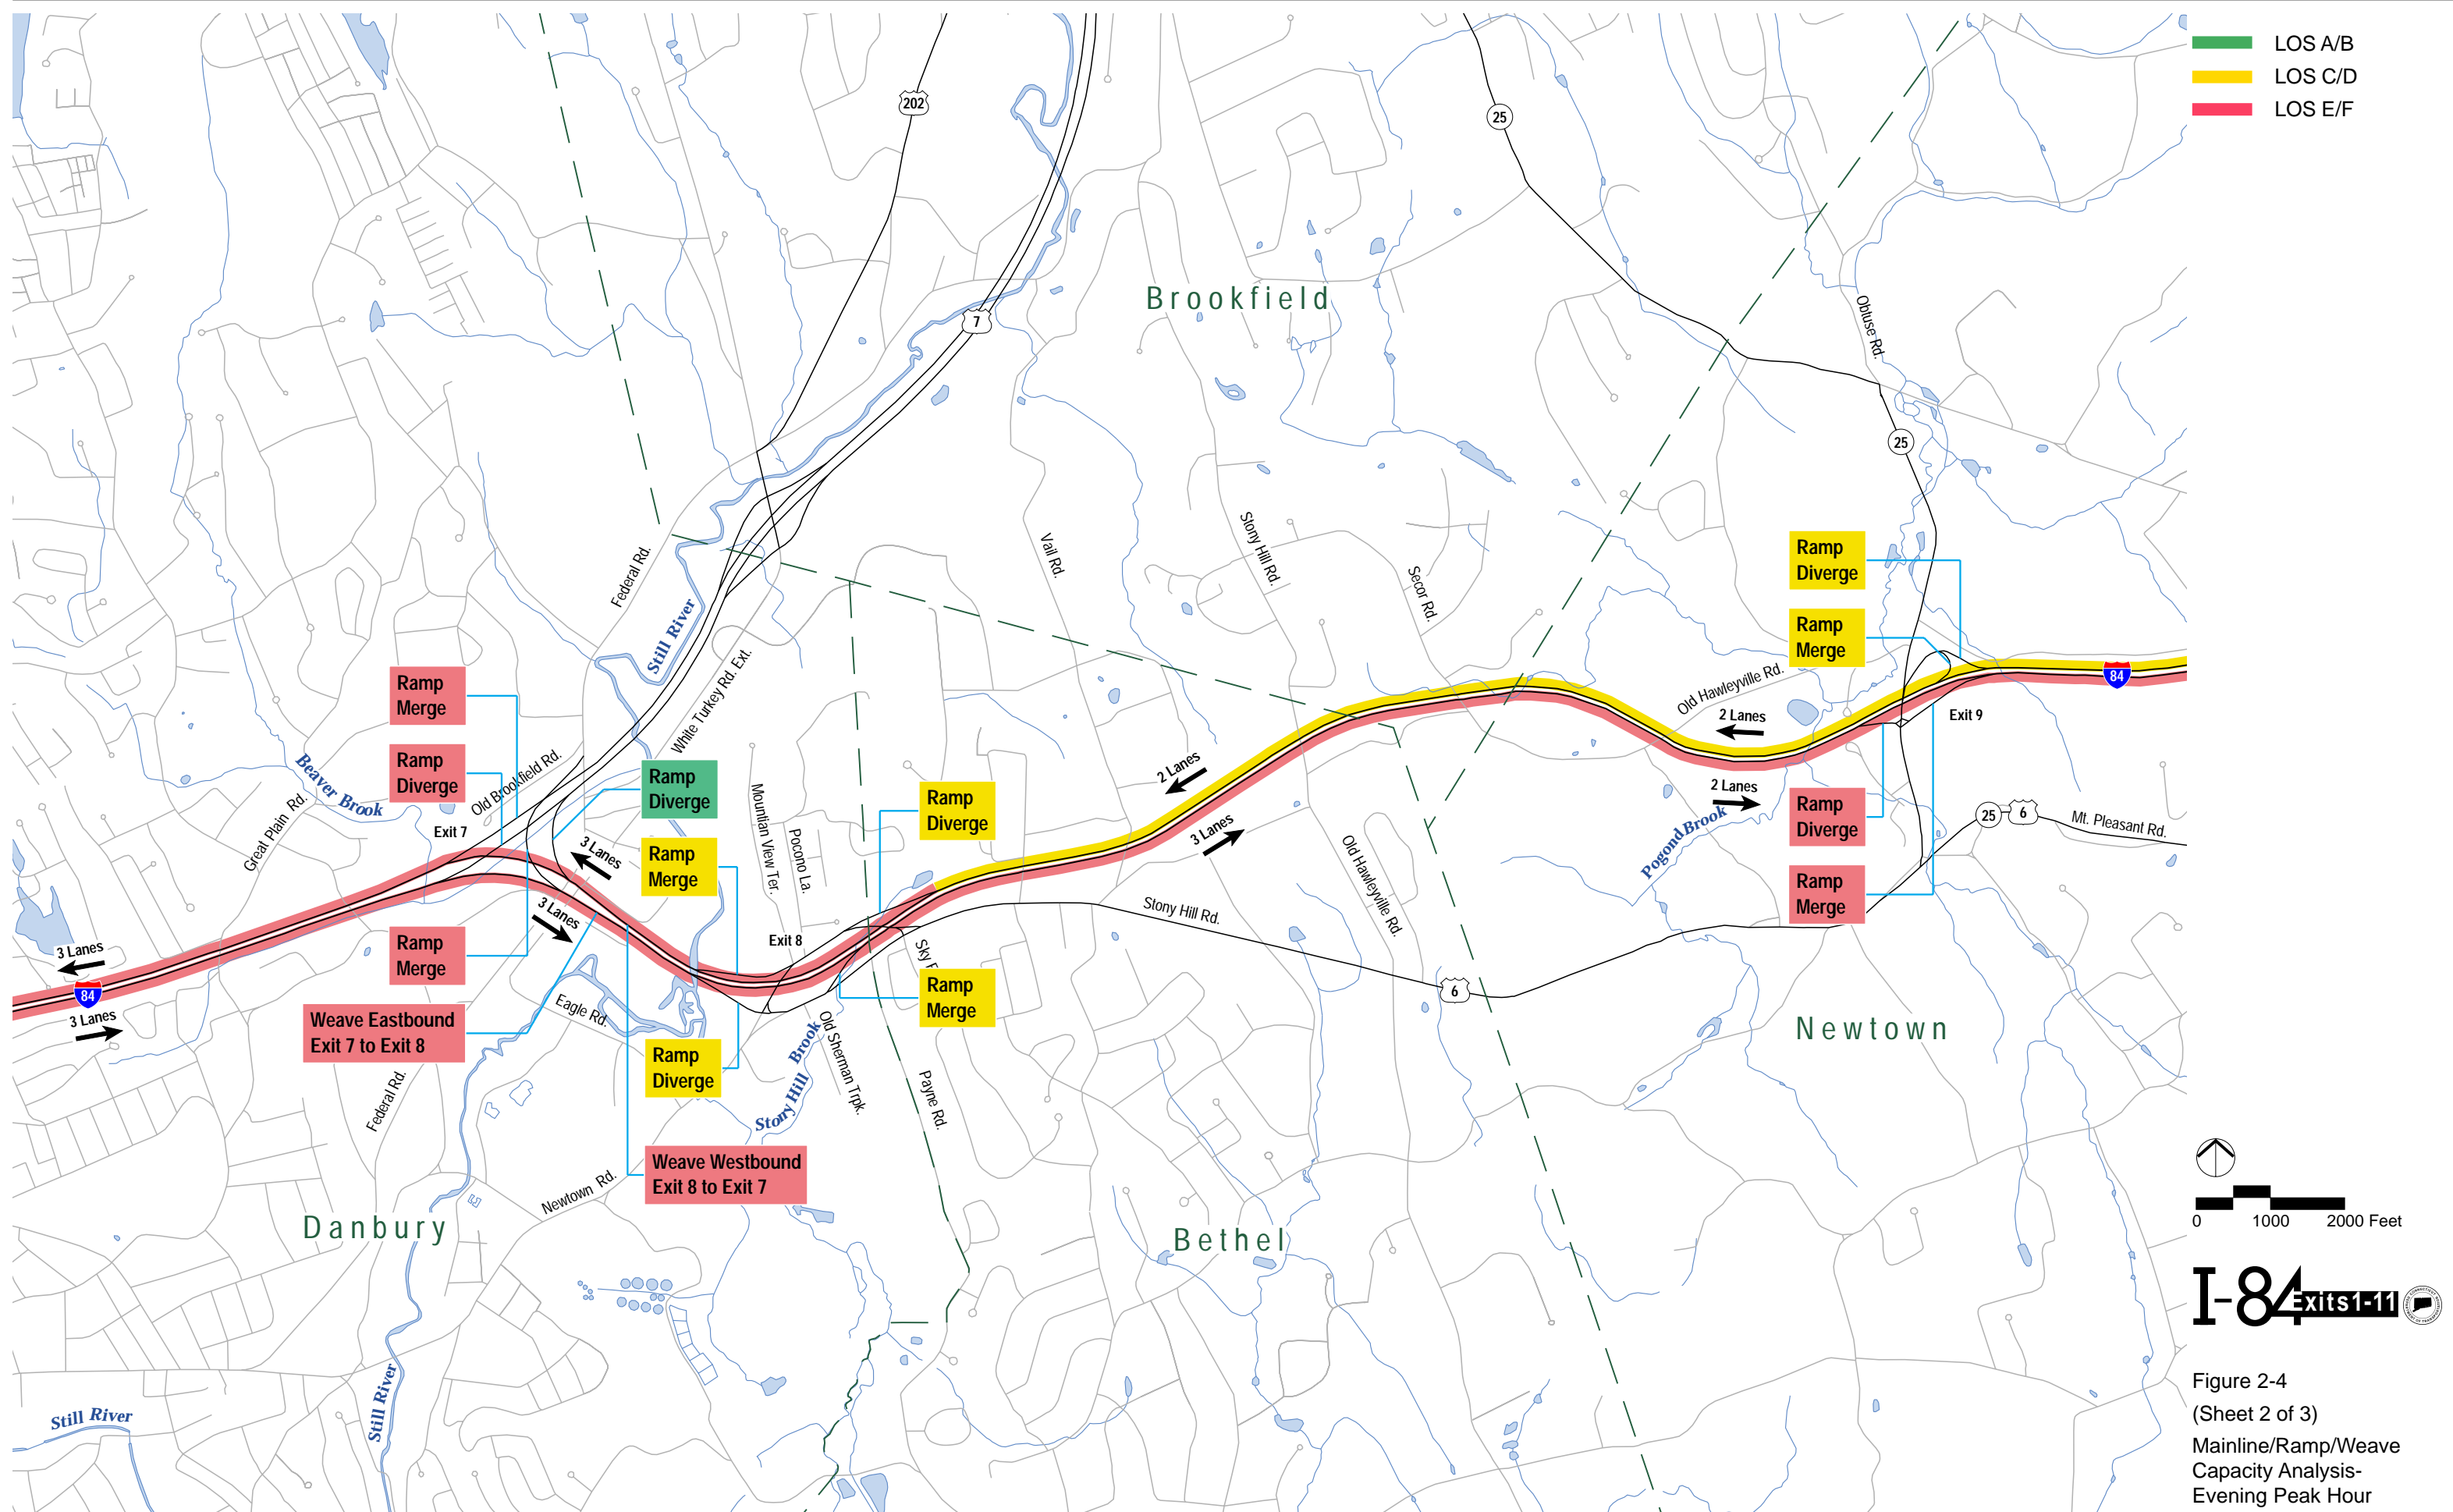 LOS A/B
LOS C/D
LOS E/F
202
25
7
Brookfield
Obtuse Rd.
25
Federal Rd.
Still River
White Turkey Rd. Ext.
Vail Rd.
Stony Hill Rd.
Secor Rd.
Ramp
Diverge
Ramp
Merge
Old Hawleyville Rd.
84
Exit 9
2 Lanes
2 Lanes
Ramp
Merge
Ramp
Diverge
Beaver Brook
Old Brookfield Rd.
Great Plain Rd.
Exit 7
Ramp
Diverge
Ramp
Merge
3 Lanes
3 Lanes
Mountian View Ter.
Pocono La.
Ramp
Diverge
2 Lanes
3 Lanes
Old Hawleyville Rd.
Pogond Brook
Ramp
Diverge
Ramp
Merge
25
6
Mt. Pleasant Rd.
Stony Hill Rd.
Exit 8
Sky
Ramp
Merge
6
3 Lanes
84
3 Lanes
Ramp
Merge
Weave Eastbound
Exit 7 to Exit 8
Eagle Rd.
Ramp
Diverge
Old Sherman Trpk.
Stony Hill Brook
Payne Rd.
Federal Rd.
Weave Westbound
Exit 8 to Exit 7
Newtown Rd.
Newtown
Danbury
Bethel
Still River
Still River
0 1000 2000 Feet
I-84 Exits1-11
Figure 2-4
(Sheet 2 of 3)
Mainline/Ramp/Weave
Capacity Analysis-
Evening Peak Hour